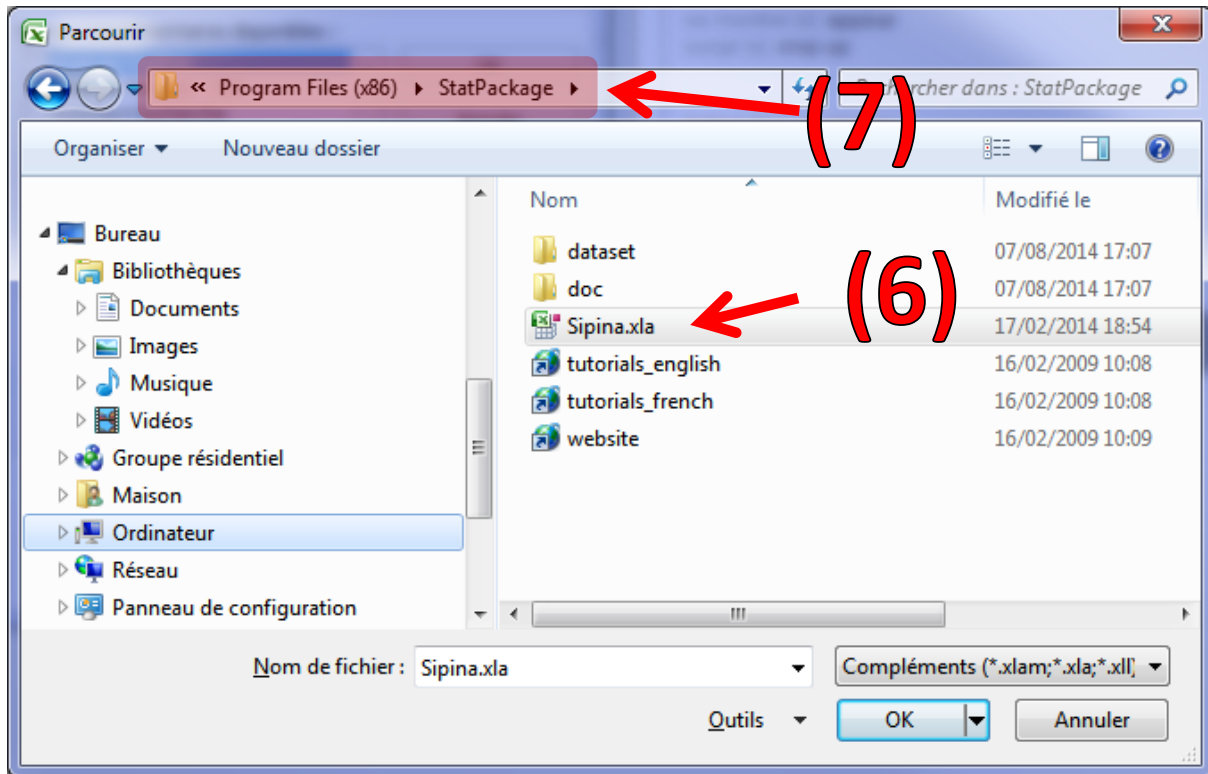 Parcourir
« Program Files (x86) StatPackage
(7)
Rechercher dans : StatPackage
Organiser Nouveau dossier
Nom Modifié le
Bureau
Bibliothèques
Documents
Images
Musique
Vidéos
Groupe résidentiel
Maison
Ordinateur
Réseau
Panneau de configuration
dataset 07/08/2014 17:07
doc 07/08/2014 17:07
Sipina.xla 17/02/2014 18:54
(6)
tutorials_english 16/02/2009 10:08
tutorials_french 16/02/2009 10:08
website 16/02/2009 10:09
Nom de fichier : Sipina.xla
Compléments (*.xlam;*.xla;*.xll)
Outils OK Annuler